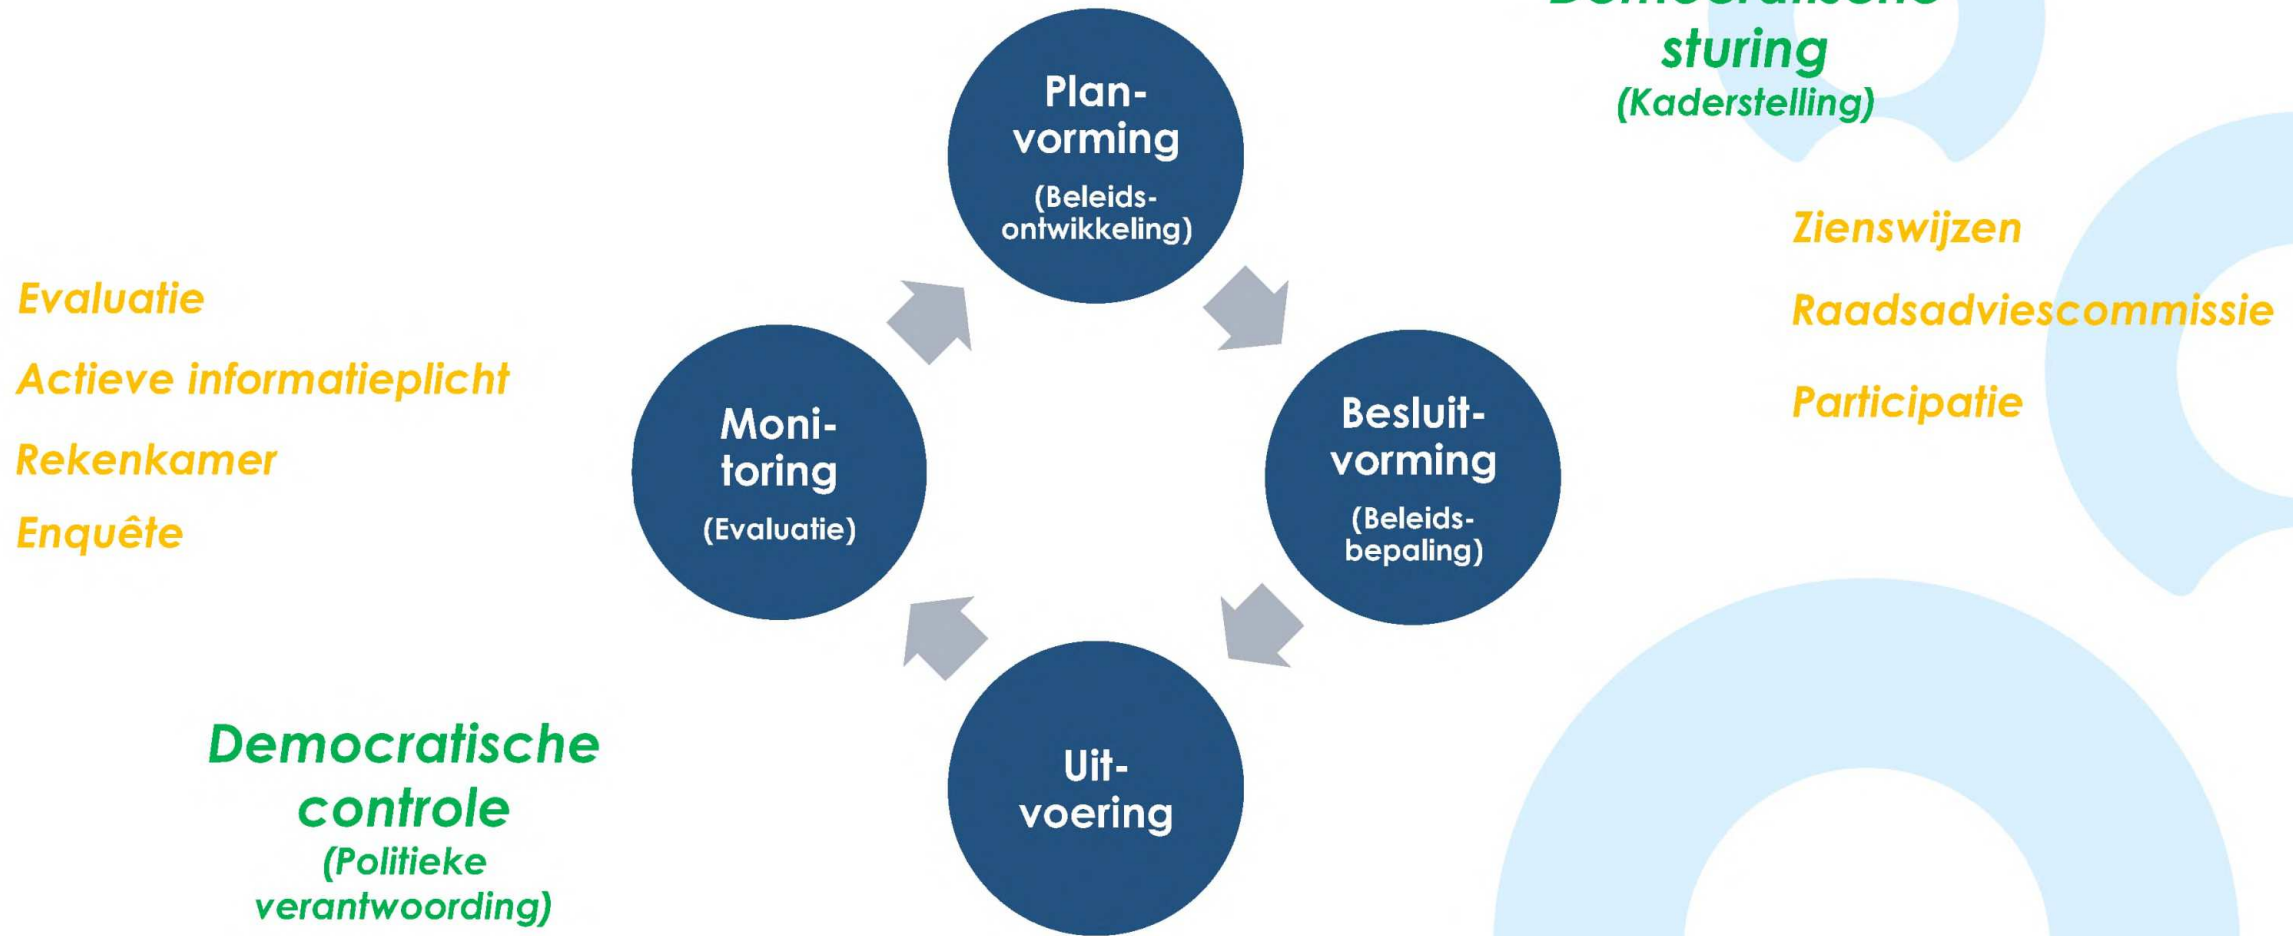 Democratische
sturing
(Kaderstelling)
Plan-
vorming
(Beleids-
ontwikkeling)
Zienswijzen
Raadsadviescommissie
Participatie
Evaluatie
Actieve informatieplicht
Rekenkamer
Enquête
Moni-
toring
(Evaluatie)
Besluit-
vorming
(Beleids-
bepaling)
Democratische
controle
(Politieke
verantwoording)
Uit-
voering